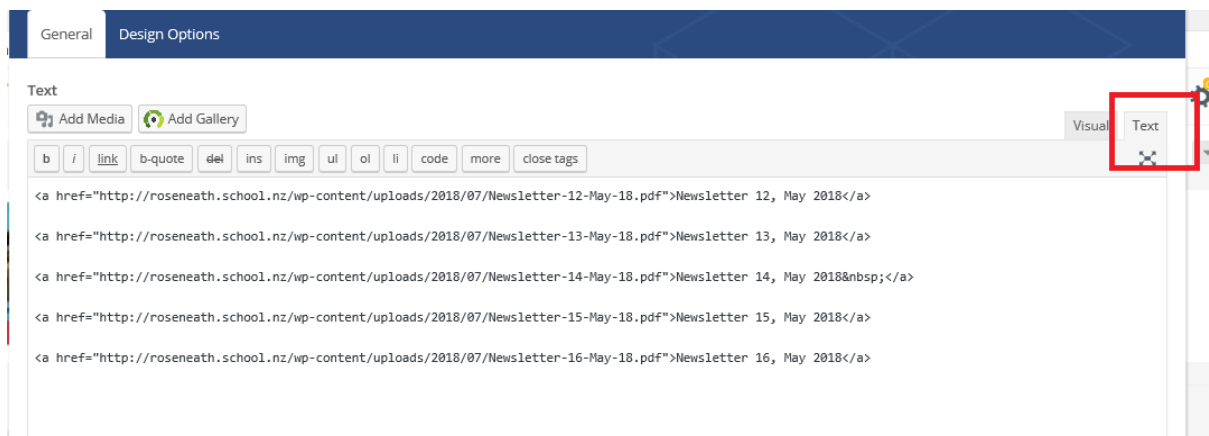 General Design Options
Text
Add Media Add Gallery
Visual Text
b i link b-quote del ins img ul ol li code more close tags
<a href="http://roseneath.school.nz/wp-content/uploads/2018/07/Newsletter-12-May-18.pdf">Newsletter 12, May 2018</a>
<a href="http://roseneath.school.nz/wp-content/uploads/2018/07/Newsletter-13-May-18.pdf">Newsletter 13, May 2018</a>
<a href="http://roseneath.school.nz/wp-content/uploads/2018/07/Newsletter-14-May-18.pdf">Newsletter 14, May 2018&nbsp;</a>
<a href="http://roseneath.school.nz/wp-content/uploads/2018/07/Newsletter-15-May-18.pdf">Newsletter 15, May 2018</a>
<a href="http://roseneath.school.nz/wp-content/uploads/2018/07/Newsletter-16-May-18.pdf">Newsletter 16, May 2018</a>